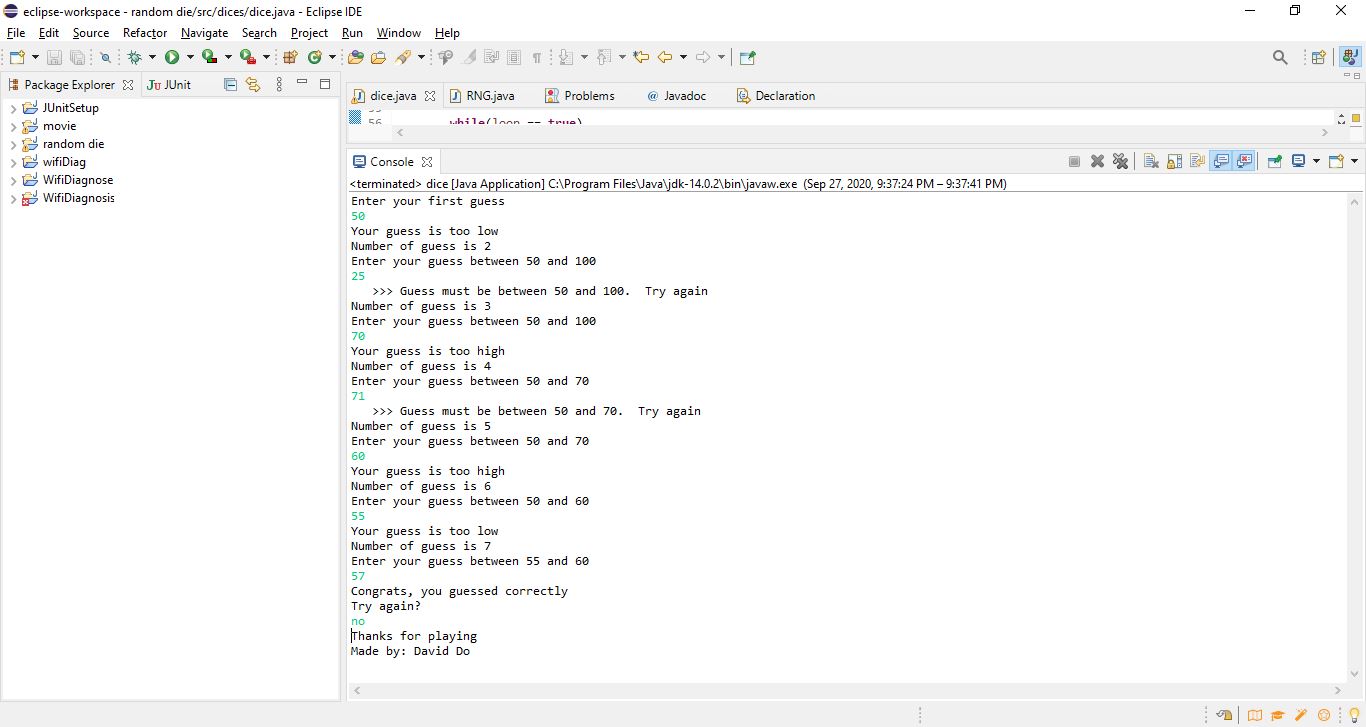 eclipse-workspace - random die/src/dices/dice.java - Eclipse IDE
File Edit Source Refactor Navigate Search Project Run Window Help
Package Explorer JUnit
JUnitSetup
movie
random die
wifiDiag
WifiDiagnose
WifiDiagnosis
dice.java RNG.java Problems @ Javadoc Declaration
56 while(loop == true)
Console
<terminated> dice [Java Application] C:\Program Files\Java\jdk-14.0.2\bin\javaw.exe (Sep 27, 2020, 9:37:24 PM – 9:37:41 PM)
Enter your first guess
50
Your guess is too low
Number of guess is 2
Enter your guess between 50 and 100
25
>>> Guess must be between 50 and 100.  Try again
Number of guess is 3
Enter your guess between 50 and 100
70
Your guess is too high
Number of guess is 4
Enter your guess between 50 and 70
71
>>> Guess must be between 50 and 70.  Try again
Number of guess is 5
Enter your guess between 50 and 70
60
Your guess is too high
Number of guess is 6
Enter your guess between 50 and 60
55
Your guess is too low
Number of guess is 7
Enter your guess between 55 and 60
57
Congrats, you guessed correctly
Try again?
no
Thanks for playing
Made by: David Do